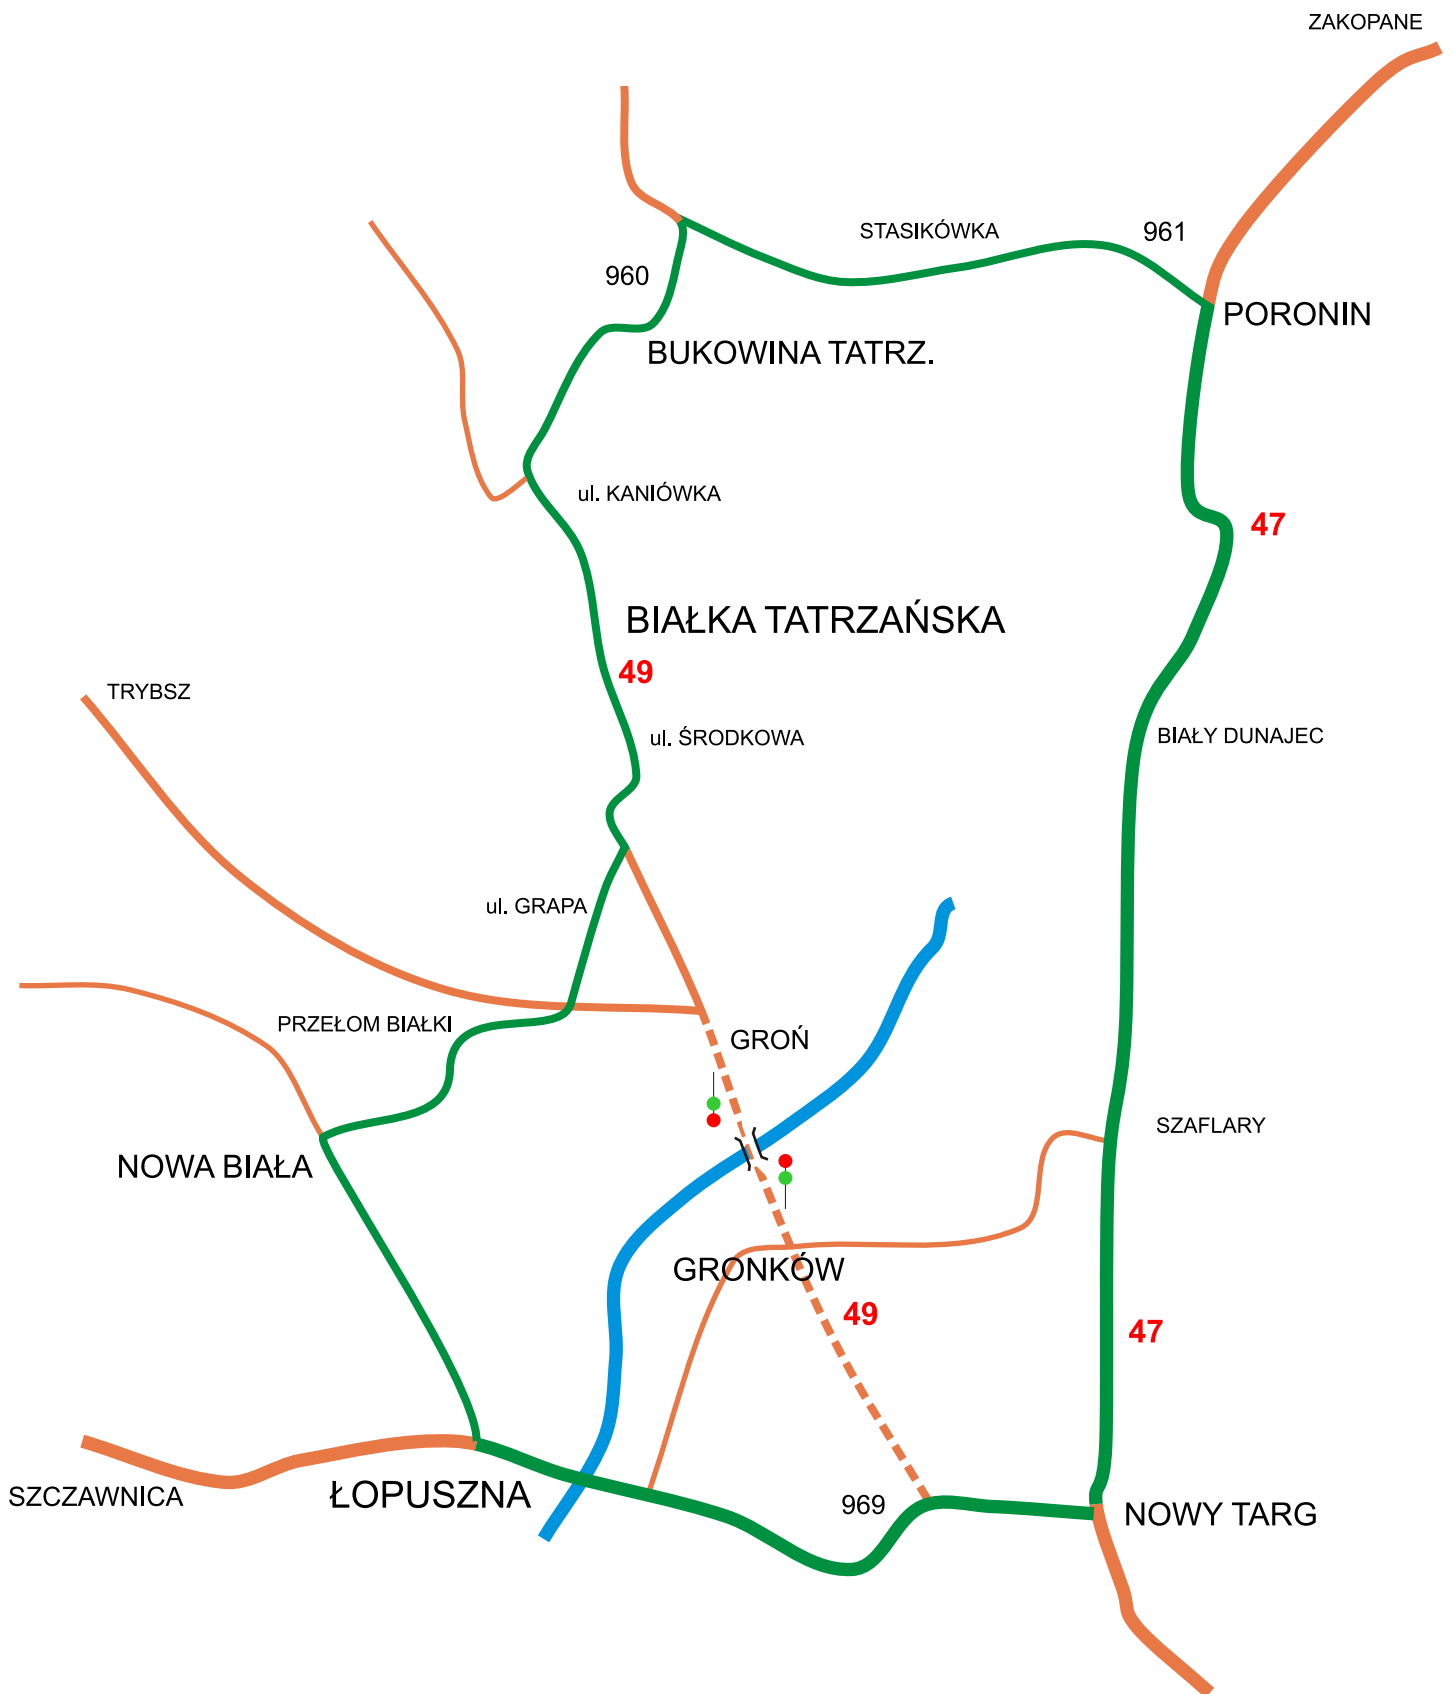 ZAKOPANE
STASIKÓWKA
961
960
PORONIN
BUKOWINA TATRZ.
ul. KANIÓWKA
47
BIAŁKA TATRZAŃSKA
49
TRYBSZ
ul. ŚRODKOWA
BIAŁY DUNAJEC
ul. GRAPA
PRZEŁOM BIAŁKI
GROŃ
SZAFLARY
NOWA BIAŁA
GRONKÓW
49
47
SZCZAWNICA
ŁOPUSZNA
969
NOWY TARG